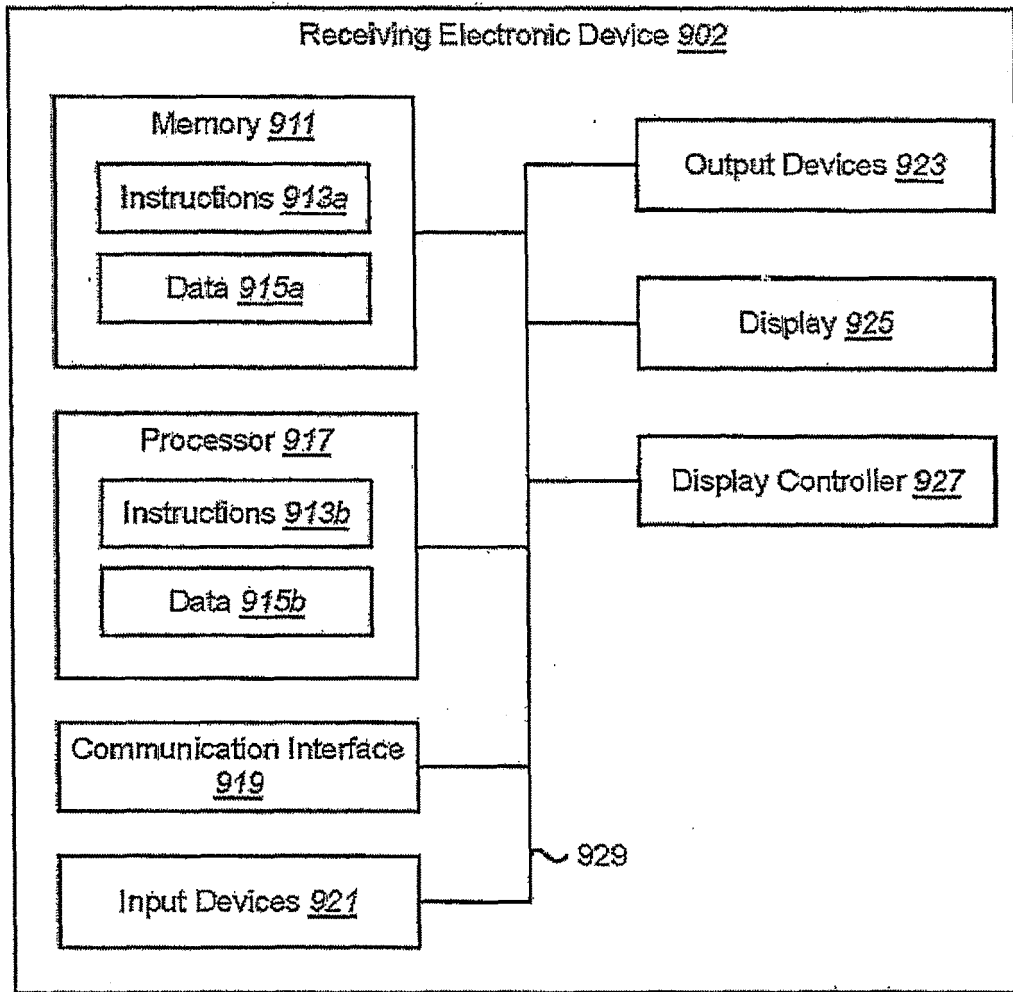 Receiving Electronic Device 902
Memory 911
Instructions 913a
Data 915a
Processor 917
Instructions 913b
Data 915b
Communication Interface
919
Input Devices 921
Output Devices 923
Display 925
Display Controller 927
929